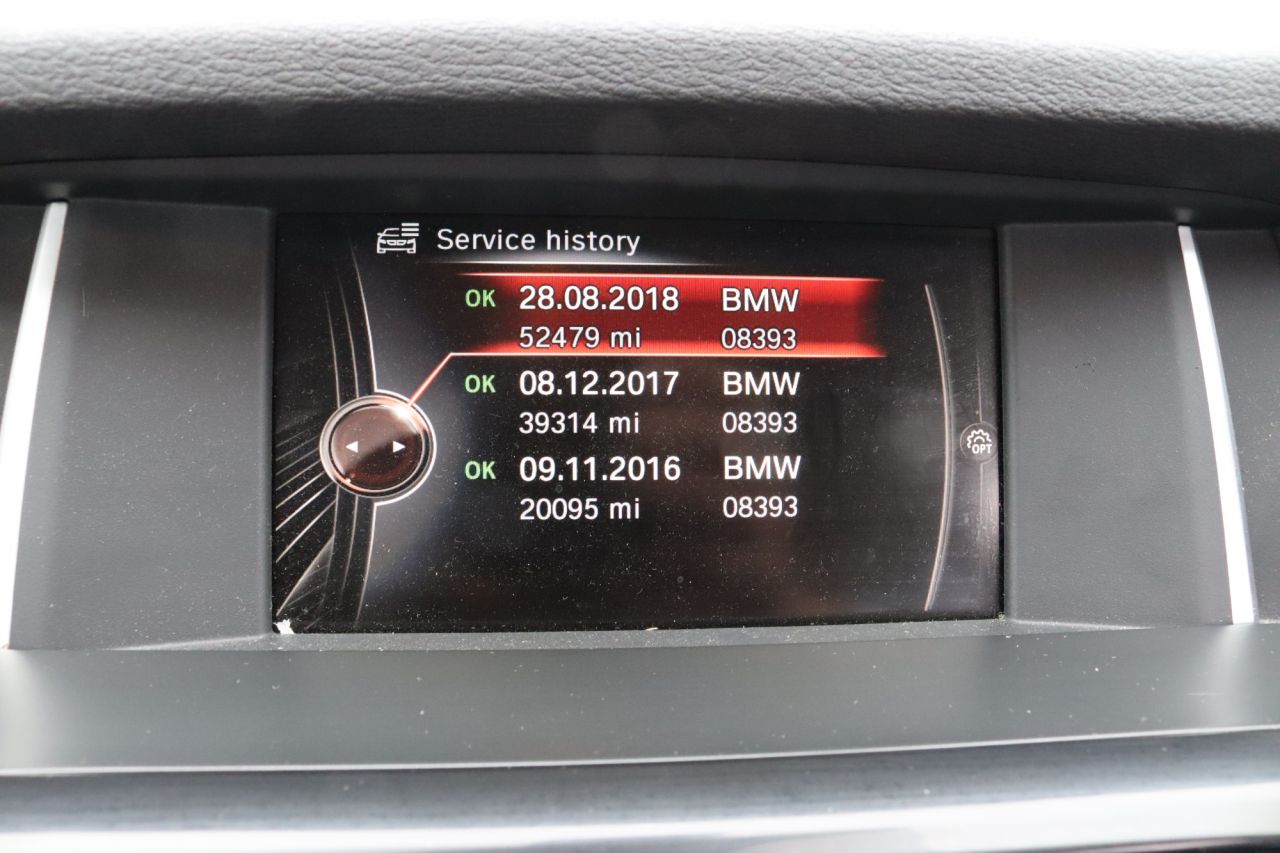 Service history
OK 28.08.2018 BMW
52479 mi 08393
OK 08.12.2017 BMW
39314 mi 08393
OK 09.11.2016 BMW
20095 mi 08393
OPT